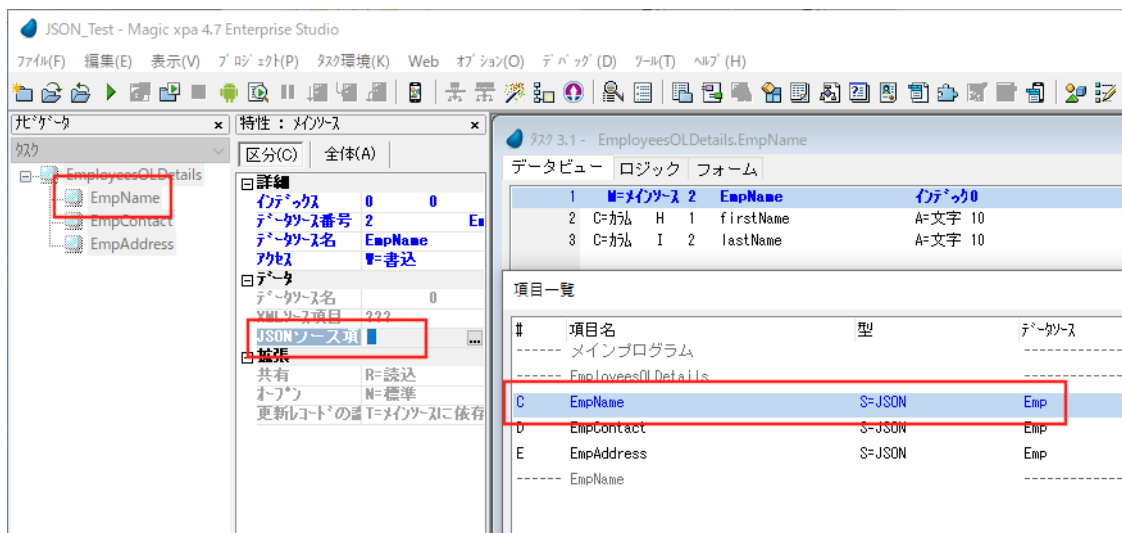 JSON_Test - Magic xpa 4.7 Enterprise Studio
ファイル(F) 編集(E) 表示(V) プロジェクト(P) タスク環境(K) Web オプション(O) デバッグ(D) ツール(T) ヘルプ(H)
ナビゲータ
タスク
EmployeesOLDetails
EmpName
EmpContact
EmpAddress
特性 : メインソース
区分(C) 全体(A)
詳細
インデックス 0 0
データソース番号 2
データソース名 EmpName
アクセス W=書込
データ
データソース名 0
XMLソース項目 ???
JSONソース項
拡張
共有 R=読込
オープン N=標準
更新レコードの T=メインソースに依存
タスク 3.1 - EmployeesOLDetails.EmpName
データビュー ロジック フォーム
1 M=メインソース 2 EmpName インデックス0
2 C=カラム H 1 firstName A=文字 10
3 C=カラム I 2 lastName A=文字 10
項目一覧
# 項目名 型 データソース
------ メインプログラム
------ EmployeesOLDetails
C EmpName S=JSON Emp
D EmpContact S=JSON Emp
E EmpAddress S=JSON Emp
------ EmpName